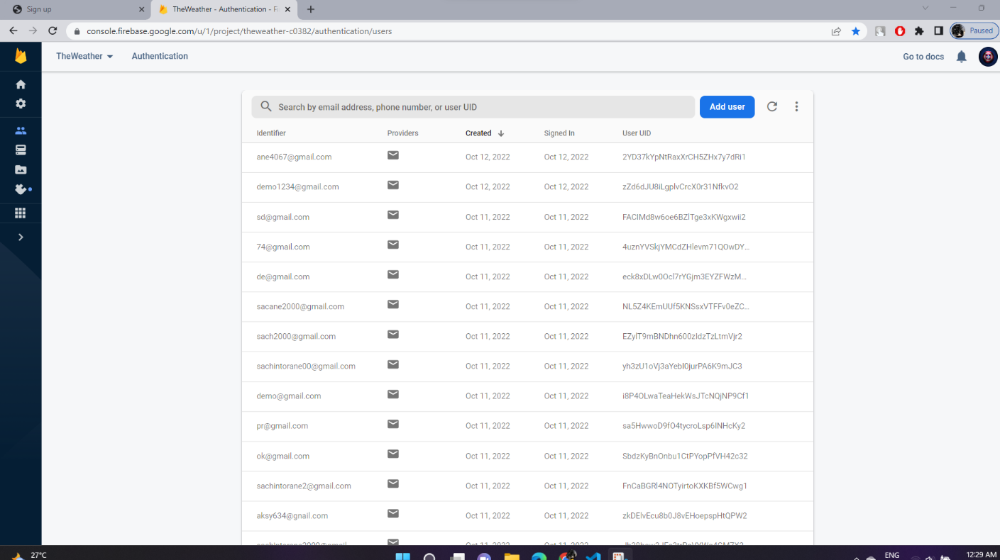 Sign up
TheWeather - Authentication - Fi
console.firebase.google.com/u/1/project/theweather-c0382/authentication/users
Paused
TheWeather Authentication Go to docs
Search by email address, phone number, or user UID
Add user
Identifier Providers Created Signed In User UID
ane4067@gmail.com Oct 12, 2022 Oct 12, 2022 2YD37kYpNtRaxXrCH5ZHx7y7dRi1
demo1234@gmail.com Oct 12, 2022 Oct 12, 2022 zZd6dJU8iLgplvCrcX0r31NfkvO2
sd@gmail.com Oct 11, 2022 Oct 11, 2022 FACIMd8w6oe6BZlTge3xKWgxwii2
74@gmail.com Oct 11, 2022 Oct 11, 2022 4uznYVSkjYMCdZHlevm71QOwDY...
de@gmail.com Oct 11, 2022 Oct 11, 2022 eck8xDLw0Ocl7rYGjm3EYZFWzM...
sacane2000@gmail.com Oct 11, 2022 Oct 11, 2022 NL5Z4KEmUUf5KNSsxVTFFv0eZC...
sach2000@gmail.com Oct 11, 2022 Oct 11, 2022 EZylT9mBNDhn600zIdzTzLtmVjr2
sachintorane00@gmail.com Oct 11, 2022 Oct 11, 2022 yh3zU1oVj3aYebI0jurPA6K9mJC3
demo@gmail.com Oct 11, 2022 Oct 11, 2022 i8P4OLwaTeaHekWsJTcNQjNP9Cf1
pr@gmail.com Oct 11, 2022 Oct 11, 2022 sa5HwwoD9fO4tycroLsp6INHcKy2
ok@gmail.com Oct 11, 2022 Oct 11, 2022 SbdzKyBnOnbu1CtPYopPfVH42c32
sachintorane2@gmail.com Oct 11, 2022 Oct 11, 2022 FnCaBGRl4NOTyirtoKXKBf5WCwg1
aksy634@gnail.com Oct 11, 2022 Oct 11, 2022 zkDElvEcu8b0J8vEHoepspHtQPW2
Oct 11, 2022 Oct 11, 2022
27°C
ENG
12:29 AM